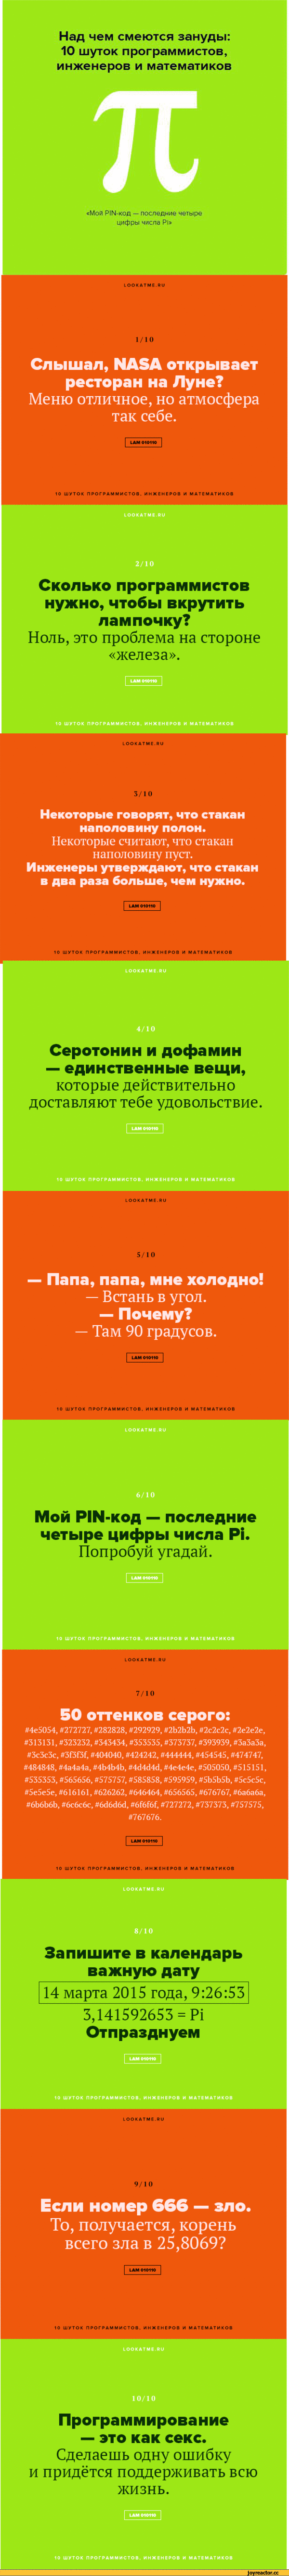 Над чем смеются зануды:
10 шуток программистов,
инженеров и математиков
π
«Мой PIN-код — последние четыре
цифры числа Pi»
LOOKATME.RU
1/10
Слышал, NASA открывает
ресторан на Луне?
Меню отличное, но атмосфера
так себе.
LAM 010110
10 ШУТОК ПРОГРАММИСТОВ, ИНЖЕНЕРОВ И МАТЕМАТИКОВ
LOOKATME.RU
2/10
Сколько программистов
нужно, чтобы вкрутить
лампочку?
Ноль, это проблема на стороне
«железа».
LAM 010110
10 ШУТОК ПРОГРАММИСТОВ, ИНЖЕНЕРОВ И МАТЕМАТИКОВ
LOOKATME.RU
3/10
Некоторые говорят, что стакан
наполовину полон.
Некоторые считают, что стакан
наполовину пуст.
Инженеры утверждают, что стакан
в два раза больше, чем нужно.
LAM 010110
10 ШУТОК ПРОГРАММИСТОВ, ИНЖЕНЕРОВ И МАТЕМАТИКОВ
LOOKATME.RU
4/10
Серотонин и дофамин
— единственные вещи,
которые действительно
доставляют тебе удовольствие.
LAM 010110
10 ШУТОК ПРОГРАММИСТОВ, ИНЖЕНЕРОВ И МАТЕМАТИКОВ
LOOKATME.RU
5/10
— Папа, папа, мне холодно!
— Встань в угол.
— Почему?
— Там 90 градусов.
LAM 010110
10 ШУТОК ПРОГРАММИСТОВ, ИНЖЕНЕРОВ И МАТЕМАТИКОВ
LOOKATME.RU
6/10
Мой PIN-код — последние
четыре цифры числа Pi.
Попробуй угадай.
LAM 010110
10 ШУТОК ПРОГРАММИСТОВ, ИНЖЕНЕРОВ И МАТЕМАТИКОВ
LOOKATME.RU
7/10
50 оттенков серого:
#4e5054, #272727, #282828, #292929, #2b2b2b, #2c2c2c, #2e2e2e,
#313131, #323232, #343434, #353535, #373737, #393939, #3a3a3a,
#3c3c3c, #3f3f3f, #404040, #424242, #444444, #454545, #474747,
#484848, #4a4a4a, #4b4b4b, #4d4d4d, #4e4e4e, #505050, #515151,
#535353, #565656, #575757, #585858, #595959, #5b5b5b, #5c5c5c,
#5e5e5e, #616161, #626262, #646464, #656565, #676767, #6a6a6a,
#6b6b6b, #6c6c6c, #6d6d6d, #6f6f6f, #727272, #737373, #757575,
#767676.
LAM 010110
10 ШУТОК ПРОГРАММИСТОВ, ИНЖЕНЕРОВ И МАТЕМАТИКОВ
LOOKATME.RU
8/10
Запишите в календарь
важную дату
14 марта 2015 года, 9:26:53
3,141592653 = Pi
Отпразднуем
LAM 010110
10 ШУТОК ПРОГРАММИСТОВ, ИНЖЕНЕРОВ И МАТЕМАТИКОВ
LOOKATME.RU
9/10
Если номер 666 — зло.
То, получается, корень
всего зла в 25,8069?
LAM 010110
10 ШУТОК ПРОГРАММИСТОВ, ИНЖЕНЕРОВ И МАТЕМАТИКОВ
LOOKATME.RU
10/10
Программирование
— это как секс.
Сделаешь одну ошибку
и придётся поддерживать всю
жизнь.
LAM 010110
10 ШУТОК ПРОГРАММИСТОВ, ИНЖЕНЕРОВ И МАТЕМАТИКОВ
joyreactor.cc